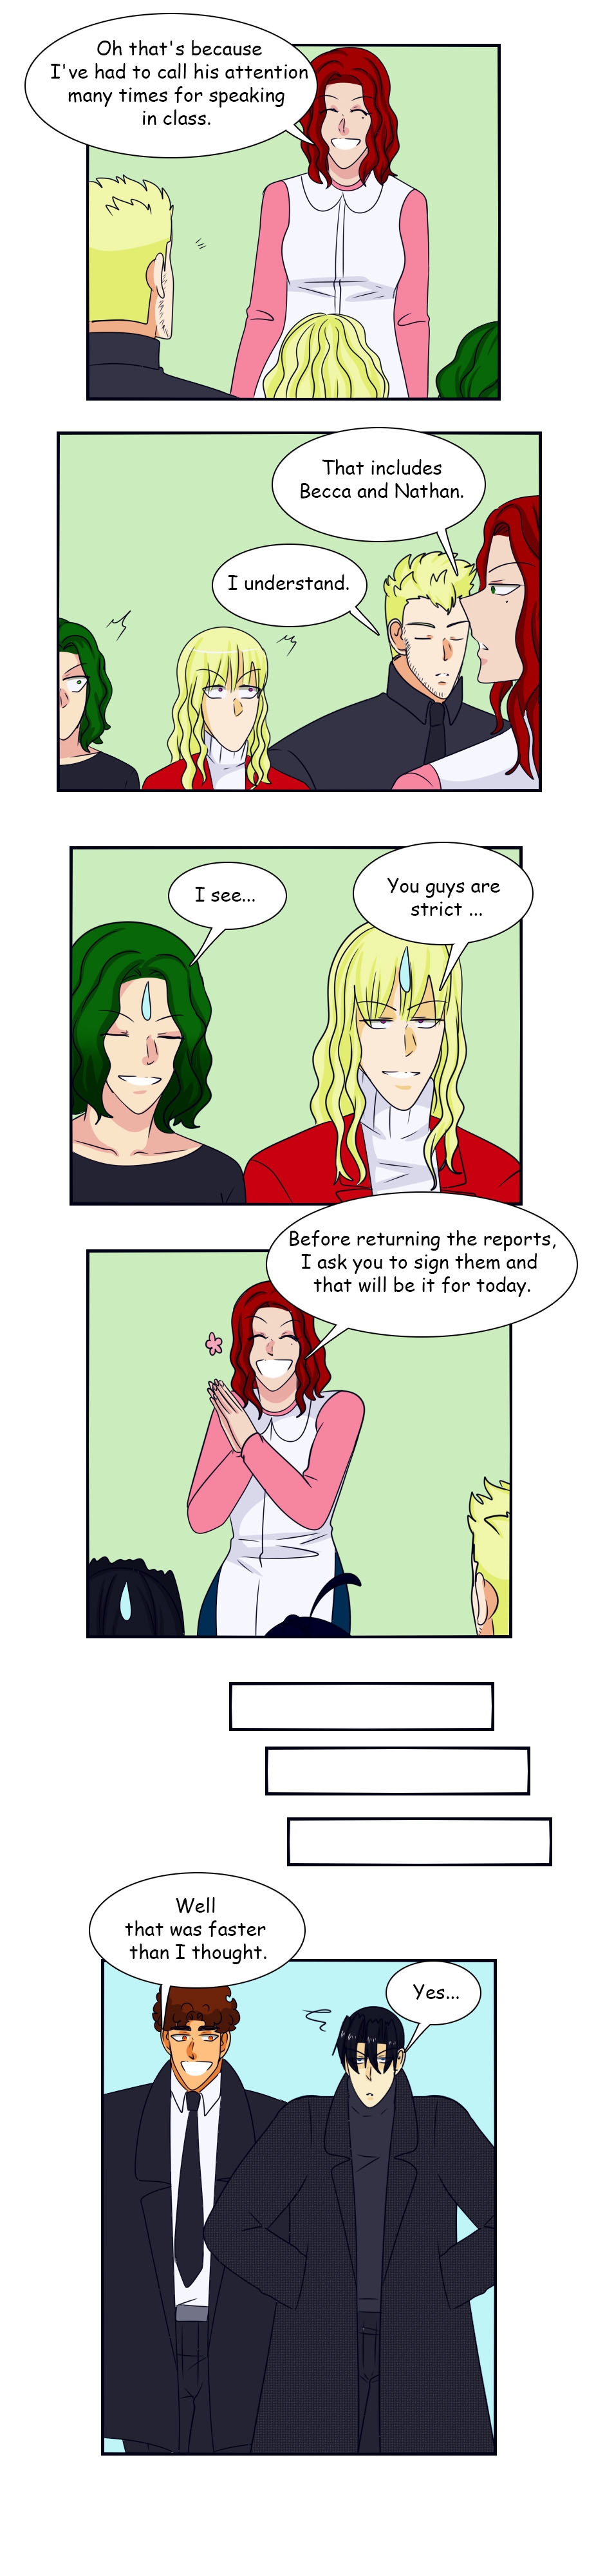 Oh that's because
I've had to call his attention
many times for speaking
in class.
That includes
Becca and Nathan.
I understand.
I see...
You guys are
strict ...
Before returning the reports,
I ask you to sign them and
that will be it for today.
Well
that was faster
than I thought.
Yes...